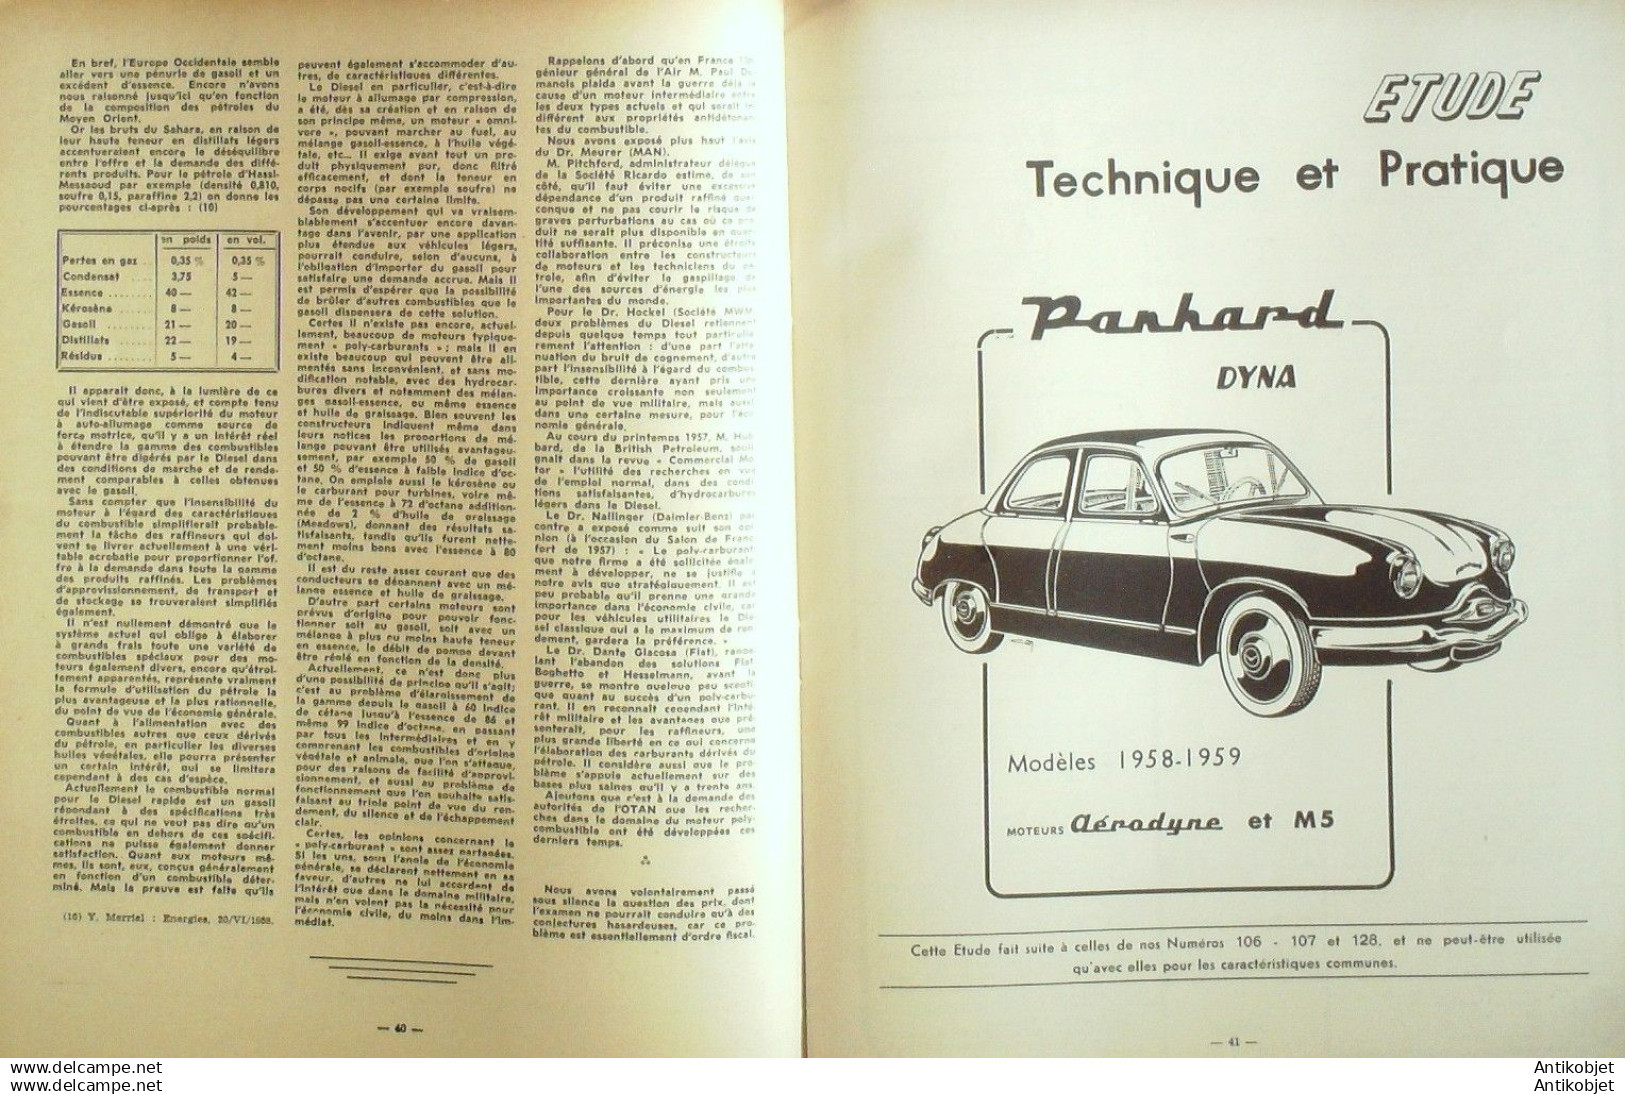 En bref, l'Europe Occidentale semble
aller vers une pénurie de gasoil et un
excédent d'essence. Encore n'avons
nous raisonné jusqu'ici qu'en fonction
de la composition des pétroles du
Moyen Orient.
Or les bruts du Sahara, en raison de
leur haute teneur en distillats légers
accentueraient encore le déséquilibre
entre l'offre et la demande des diffé-
rents produits. Pour le pétrole d'Hassi-
Messaoud par exemple (densité 0,810,
soufre 0,15, paraffine 2,2) on donne les
pourcentages ci-après : (10)
en poids en vol.
Pertes en gaz .. 0,35 % 0,35 %
Condensat .... 3,75 5 —
Essence ........ 40 — 42 —
Kérosène ...... 8 — 8 —
Gasoil ........ 21 — 20 —
Distillats ...... 22 — 19 —
Résidus ........ 5 — 4 —
Il apparait donc, à la lumière de ce
qui vient d'être exposé, et compte tenu
de l'indiscutable supériorité du moteur
à auto-allumage comme source de
force motrice, qu'il y a un intérêt réel
à étendre la gamme des combustibles
pouvant être digérés par le Diesel dans
des conditions de marche et de rende-
ment comparables à celles obtenues
avec le gasoil.
Sans compter que l'insensibilité du
moteur à l'égard des caractéristiques
du combustible simplifierait probable-
ment la tâche des raffineurs qui doi-
vent se livrer actuellement à une véri-
table acrobatie pour proportionner l'of-
fre à la demande dans toute la gamme
des produits raffinés. Les problèmes
d'approvisionnement, de transport et
de stockage se trouveraient simplifiés
également.
Il n'est nullement démontré que le
système actuel qui oblige à élaborer
à grands frais toute une variété de
combustibles spéciaux pour des mo-
teurs également divers, encore qu'étroi-
tement apparentés, représente vraiment
la formule d'utilisation du pétrole la
plus avantageuse et la plus rationnelle,
du point de vue de l'économie générale.
Quant à l'alimentation avec des
combustibles autres que ceux dérivés
du pétrole, en particulier les diverses
huiles végétales, elle pourra présenter
un certain intérêt, qui se limitera
cependant à des cas d'espèce.
Actuellement le combustible normal
pour le Diesel rapide est un gasoil
répondant à des spécifications très
étroites, ce qui ne veut pas dire qu'un
combustible en dehors de ces spécifi-
cations ne puisse également donner
satisfaction. Quant aux moteurs mê-
mes, ils sont, eux, conçus généralement
en fonction d'un combustible déter-
miné. Mais la preuve est faite qu'ils
(10) Y. Merriel : Energies, 20/VI/1958.
peuvent également s'accommoder d'au-
tres, de caractéristiques différentes.
Le Diesel en particulier, c'est-à-dire
le moteur à allumage par compression,
a été, dès sa création et en raison de
son principe même, un moteur « omni-
vore », pouvant marcher au fuel, au
mélange gasoil-essence, à l'huile végé-
tale, etc... Il exige avant tout un pro-
duit physiquement pur, donc filtré
efficacement, et dont la teneur en
corps nocifs (par exemple soufre) ne
dépasse pas une certaine limite.
Son développement qui va vraisem-
blablement s'accentuer encore davan-
tage dans l'avenir, par une application
plus étendue aux véhicules légers,
pourrait conduire, selon d'aucuns, à
l'obligation d'importer du gasoil pour
satisfaire une demande accrue. Mais il
est permis d'espérer que la possibilité
de brûler d'autres combustibles que le
gasoil dispensera de cette solution.
Certes il n'existe pas encore, actuel-
lement, beaucoup de moteurs typique-
ment « poly-carburants » ; mais il en
existe beaucoup qui peuvent être ali-
mentés sans inconvénient, et sans mo-
dification notable, avec des hydrocar-
bures divers et notamment des mélan-
ges gasoil-essence, ou même essence
et huile de graissage. Bien souvent les
constructeurs indiquent même dans
leurs notices les proportions de mé-
lange pouvant être utilisés avantageu-
sement, par exemple 50 % de gasoil
et 50 % d'essence à faible indice d'oc-
tane, On emploie aussi le kérosène ou
le carburant pour turbines, voire mê-
me de l'essence à 72 d'octane addition-
née de 2 % d'huile de graissage
(Meadows), donnant des résultats sa-
tisfaisants, tandis qu'ils furent nette-
ment moins bons avec l'essence à 80
d'octane.
Il est du reste assez courant que des
conducteurs se dépannent avec un mé-
lange essence et huile de graissage.
D'autre part certains moteurs sont
prévus d'origine pour pouvoir fonc-
tionner soit au gasoil, soit avec un
mélange à plus ou moins haute teneur
en essence, le débit de pompe devant
être réglé en fonction de la densité.
Actuellement, ce n'est donc plus
d'une possibilité de principe qu'il s'agit;
c'est au problème d'élargissement de
la gamme depuis le gasoil à 60 indice
de cétane jusqu'à l'essence de 86 et
même 99 indice d'octane, en passant
par tous les intermédiaires et en y
comprenant les combustibles d'origine
végétale et animale, que l'on s'attaque,
pour des raisons de facilité d'approvi-
sionnement, et aussi au problème de
fonctionnement que l'on souhaite satis-
faisant au triple point de vue du ren-
dement, du silence et de l'échappement
clair.
Certes, les opinions concernant le
« poly-carburant » sont assez partagées.
Si les uns, sous l'angle de l'économie
générale, se déclarent nettement en sa
faveur, d'autres ne lui accordent de
l'intérêt que dans le domaine militaire,
mais n'en voient pas la nécessité pour
l'économie civile, du moins dans l'im-
médiat.
Rappelons d'abord qu'en France
génieur général de l'Air M. Paul
manois plaida avant la guerre déjà
cause d'un moteur intermédiaire entre
les deux types actuels et qui serait
différent aux propriétés antidétonan-
tes du combustible.
Nous avons exposé plus haut
du Dr. Meurer (MAN).
M. Pitchford, administrateur délégué
de la Société Ricardo estime, de son
côté, qu'il faut éviter une excessive
dépendance d'un produit raffiné
conque et ne pas courir le risque de
graves perturbations au cas où ce pro-
duit ne serait plus disponible en quan-
tité suffisante. Il préconise une étroite
collaboration entre les constructeurs
de moteurs et les techniciens du pé-
trole, afin d'éviter le gaspillage de
l'une des sources d'énergie les plus
importantes du monde.
Pour le Dr. Hockel (Société MWM)
deux problèmes du Diesel retiennent
depuis quelque temps tout particuliè-
rement l'attention : d'une part l'atté-
nuation du bruit de cognement, d'autre
part l'insensibilité à l'égard du combus-
tible, cette dernière ayant pris une
importance croissante non seulement
au point de vue militaire, mais aussi
dans une certaine mesure, pour l'éco-
nomie générale.
Au cours du printemps 1957, M. Hub-
bard, de la British Petroleum, souli-
gnait dans la revue « Commercial Mo-
tor » l'utilité des recherches en vue
de l'emploi normal, dans des condi-
tions satisfaisantes, d'hydrocarbures
légers dans le Diesel.
Le Dr. Nallinger (Daimler-Benz) par
contre a exposé comme suit son opi-
nion (à l'occasion du Salon de Franc-
fort de 1957) : « Le poly-carburant
que notre firme a été sollicitée égale-
ment à développer, ne se justifie à
notre avis que stratégiquement. Il est
peu probable qu'il prenne une grande
importance dans l'économie civile, car
pour les véhicules utilitaires le Die-
sel classique qui a le maximum de ren-
dement, gardera la préférence. »
Le Dr. Dante Giacosa (Fiat), rappe-
lant l'abandon des solutions Fiat
Boghetto et Hesselmann, avant la
guerre, se montre quelque peu scepti-
que quant au succès d'un poly-carbu-
rant. Il en reconnait cependant l'inté-
rêt militaire et les avantages que pré-
senterait, pour les raffineurs, une
plus grande liberté en ce qui concerne
l'élaboration des carburants dérivés du
pétrole. Il considère aussi que le pro-
blème s'appuie actuellement sur des
bases plus saines qu'il y a trente ans.
Ajoutons que c'est à la demande des
autorités de l'OTAN que les recher-
ches dans le domaine du moteur poly-
combustible ont été développées ces
derniers temps.
Nous avons volontairement passé
sous silence la question des prix, dont
l'examen ne pourrait conduire qu'à des
conjectures hasardeuses, car ce pro-
blème est essentiellement d'ordre fiscal.
— 40 —
ETUDE
Technique et Pratique
Panhard
DYNA
Modèles 1958-1959
MOTEURS Aérodyne et M5
Cette Etude fait suite à celles de nos Numéros 106 - 107 et 128, et ne peut-être utilisée
qu'avec elles pour les caractéristiques communes.
— 41 —
www.delcampe.net
www.delcampe.net
Antikobjet
Antikobjet